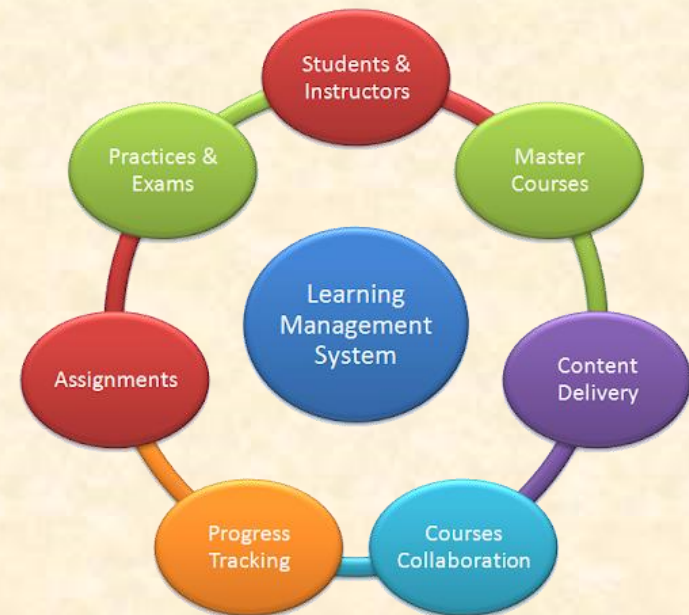 Students &
Instructors
Master
Courses
Content
Delivery
Courses
Collaboration
Progress
Tracking
Assignments
Practices &
Exams
Learning
Management
System